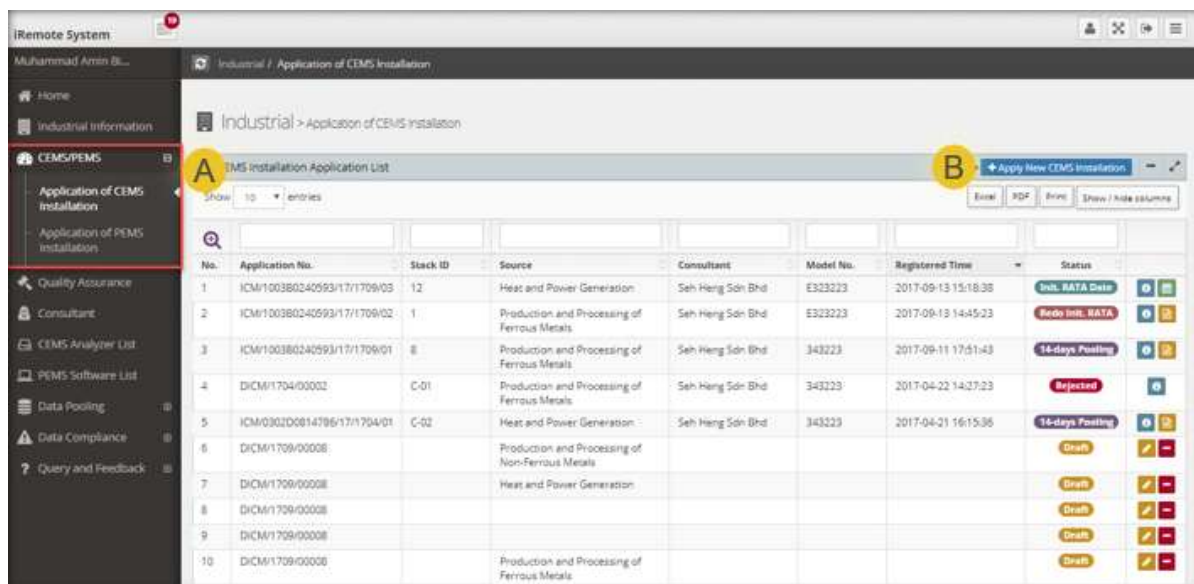 iRemote System
19
Muhammad Amin Bi...
Industrial / Application of CEMS Installation
Home
Industrial Information
CEMS/PEMS
Application of CEMS
Installation
Application of PEMS
Installation
Quality Assurance
Consultant
CEMS Analyzer List
PEMS Software List
Data Pooling
Data Compliance
? Query and Feedback
Industrial > Application of CEMS Installation
A
EMS Installation Application List
B
+ Apply New CEMS Installation
Show 10 entries
Excel PDF Print Show / hide columns
No. Application No. Stack ID Source Consultant Model No. Registered Time Status
1 ICM/1003B0240593/17/1709/03 12 Heat and Power Generation Seh Heng Sdn Bhd E323223 2017-09-13 15:18:38 Init. RATA Date
2 ICM/1003B0240593/17/1709/02 1 Production and Processing of Seh Heng Sdn Bhd E323223 2017-09-13 14:45:23 Redo Init. RATA
Ferrous Metals
3 ICM/1003B0240593/17/1709/01 8 Production and Processing of Seh Heng Sdn Bhd 343223 2017-09-11 17:51:43 14-days Pooling
Ferrous Metals
4 DICM/1704/00002 C-01 Production and Processing of Seh Heng Sdn Bhd 343223 2017-04-22 14:27:23 Rejected
Ferrous Metals
5 ICM/0302D0814786/17/1704/01 C-02 Heat and Power Generation Seh Heng Sdn Bhd 343223 2017-04-21 16:15:36 14-days Pooling
6 DICM/1709/00008 Production and Processing of Draft
Non-Ferrous Metals
7 DICM/1709/00008 Heat and Power Generation Draft
8 DICM/1709/00008 Draft
9 DICM/1709/00008 Draft
10 DICM/1709/00008 Production and Processing of Draft
Ferrous Metals